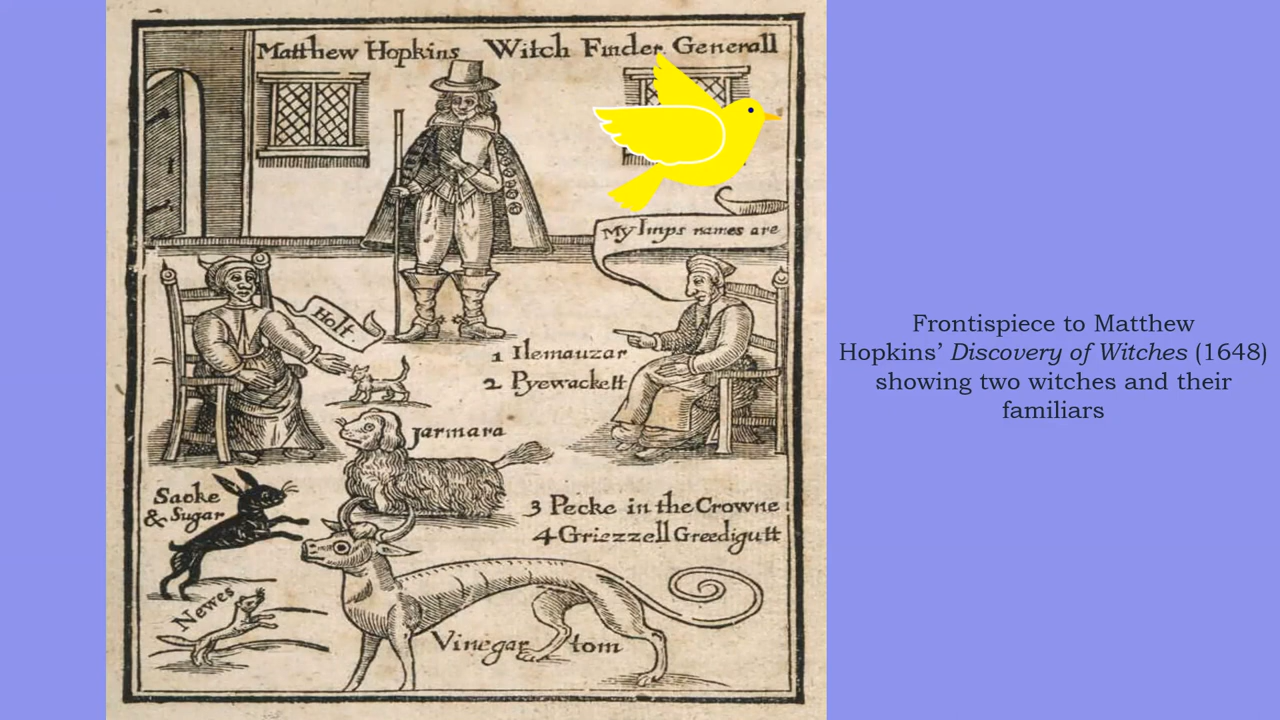 Matthew Hopkins Witch Finder Generall
My Imps names are
Holt
1 Ilemauzar
2 Pyewackett
Jarmara
Sacke
& Sugar
3 Pecke in the Crowne
4 Griezzell Greedigutt
Newes
Vinegar tom
Frontispiece to Matthew
Hopkins’ Discovery of Witches (1648)
showing two witches and their
familiars